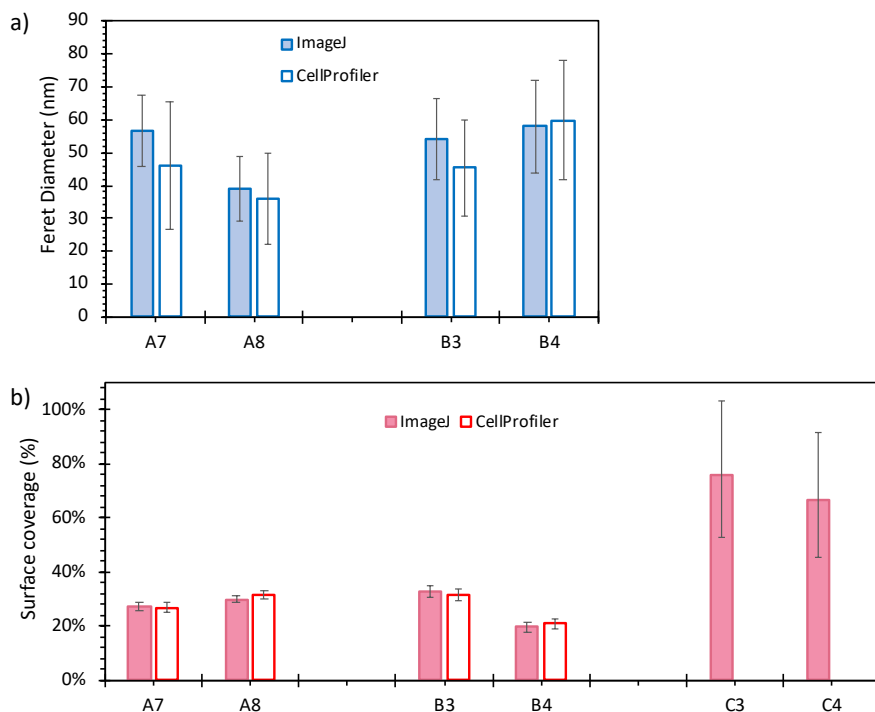 a)
Feret Diameter (nm)
90
80
70
60
50
40
30
20
10
0
ImageJ
CellProfiler
A7 A8 B3 B4
b)
Surface coverage (%)
100%
80%
60%
40%
20%
0%
ImageJ CellProfiler
A7 A8 B3 B4 C3 C4